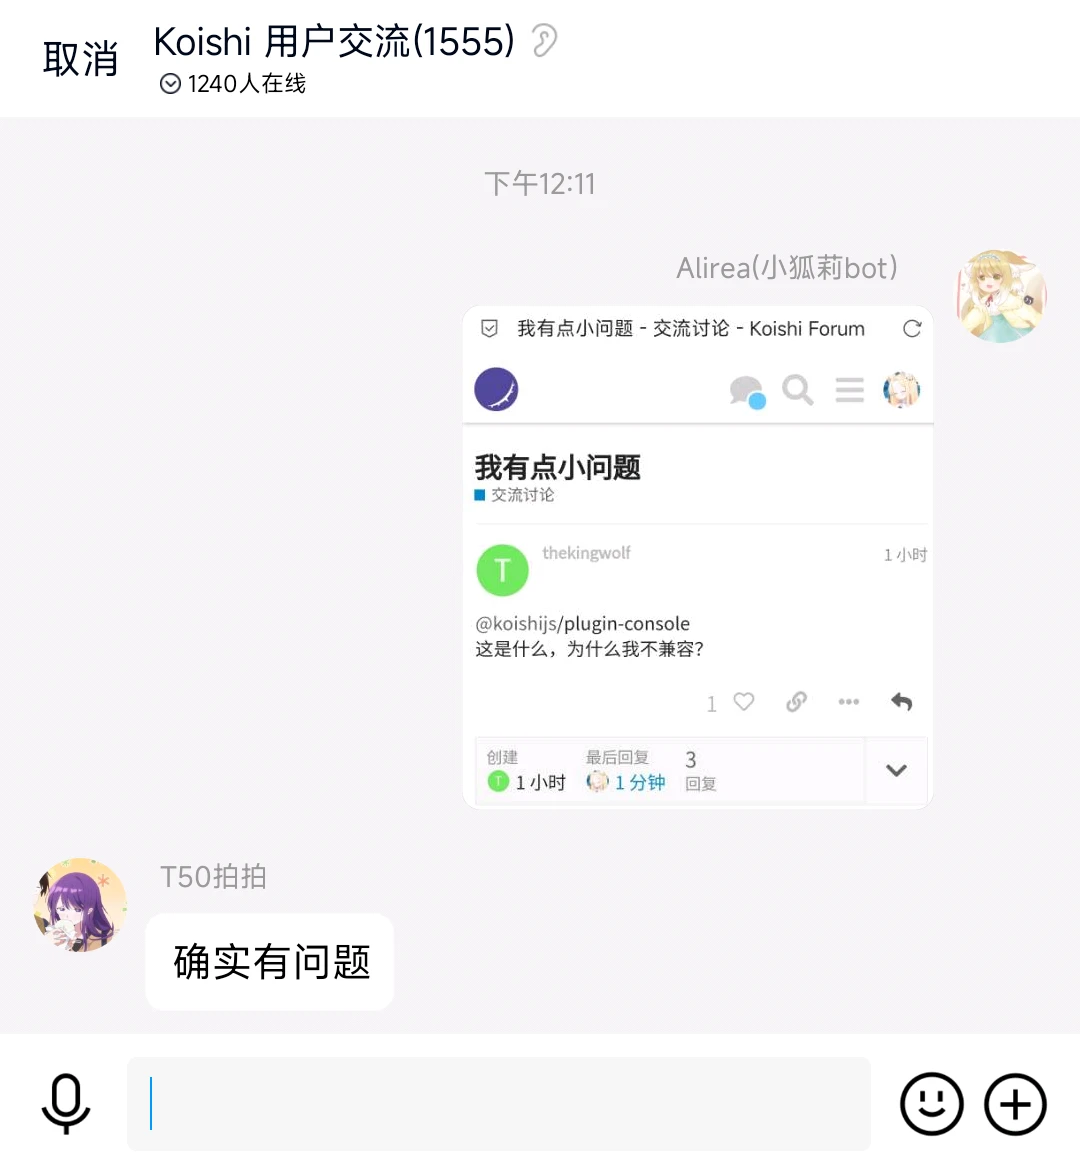 取消
Koishi 用户交流(1555)
1240人在线
下午12:11
Alirea(小狐莉bot)
我有点小问题 - 交流讨论 - Koishi Forum
我有点小问题
交流讨论
T
thekingwolf
1 小时
@koishijs/plugin-console
这是什么，为什么我不兼容?
1
创建
最后回复
3
T
1 小时
1 分钟
回复
T50拍拍
确实有问题